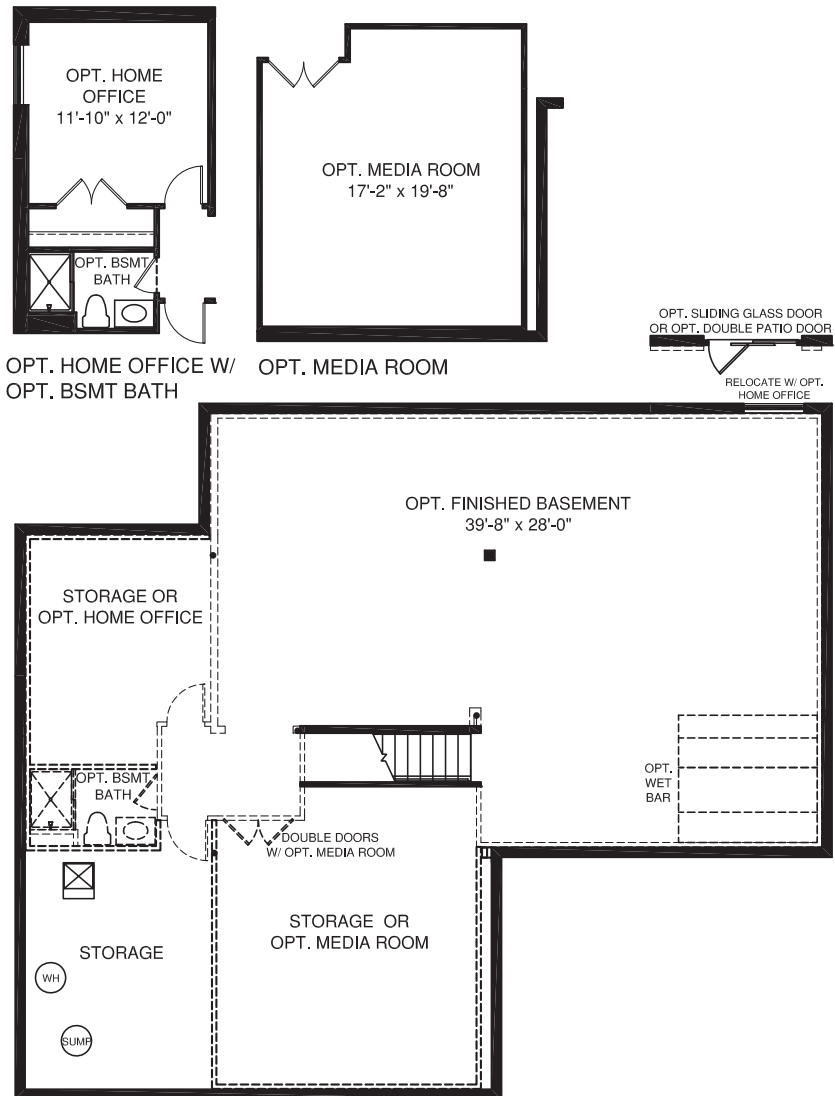 OPT. HOME
OFFICE
11'-10" x 12'-0"
OPT. BSMT
BATH
OPT. HOME OFFICE W/
OPT. BSMT BATH
OPT. MEDIA ROOM
17'-2" x 19'-8"
OPT. MEDIA ROOM
OPT. SLIDING GLASS DOOR
OR OPT. DOUBLE PATIO DOOR
RELOCATE W/ OPT.
HOME OFFICE
OPT. FINISHED BASEMENT
39'-8" x 28'-0"
STORAGE OR
OPT. HOME OFFICE
OPT. BSMT
BATH
OPT.
WET
BAR
DOUBLE DOORS
W/ OPT. MEDIA ROOM
STORAGE OR
OPT. MEDIA ROOM
STORAGE
WH
SUMP